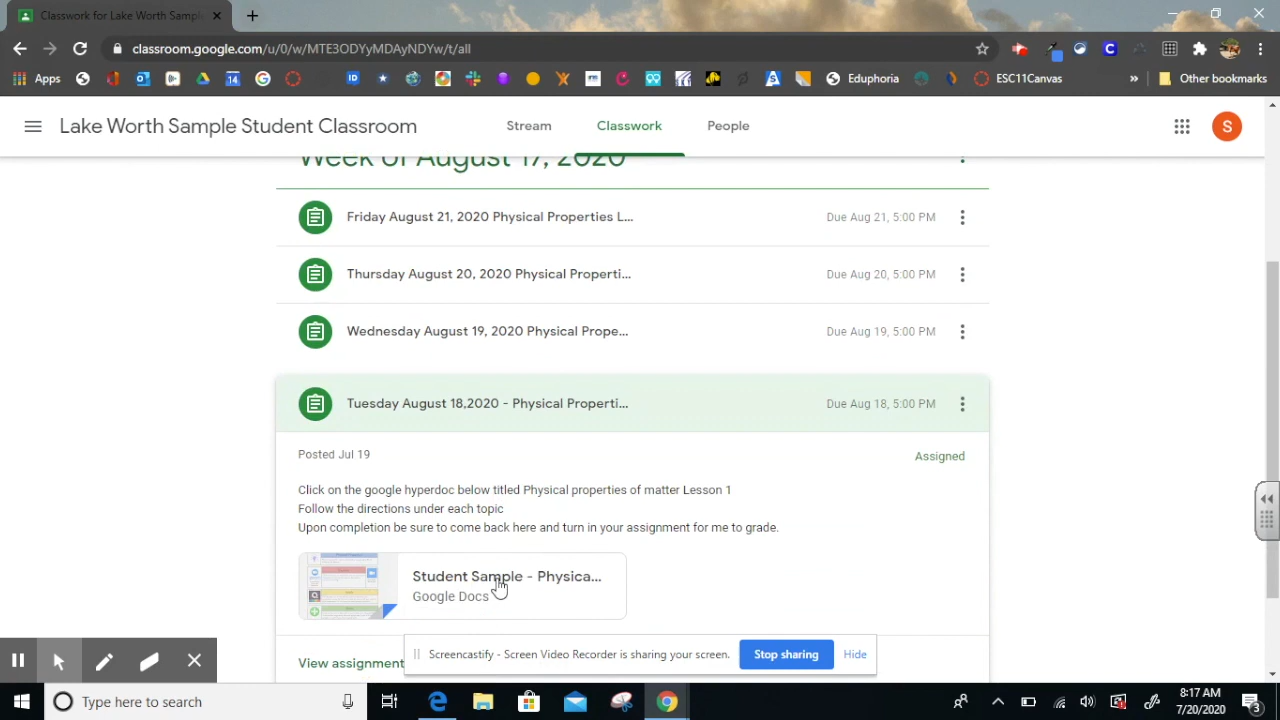 Classwork for Lake Worth Sampl
classroom.google.com/u/0/w/MTE3ODYyMDAyNDYw/t/all
Apps
14
ID
Eduphoria
ESC11Canvas
»
Other bookmarks
Lake Worth Sample Student Classroom
Stream
Classwork
People
S
Week of August 17, 2020
Friday August 21, 2020 Physical Properties L...
Due Aug 21, 5:00 PM
Thursday August 20, 2020 Physical Properti...
Due Aug 20, 5:00 PM
Wednesday August 19, 2020 Physical Prope...
Due Aug 19, 5:00 PM
Tuesday August 18,2020 - Physical Properti...
Due Aug 18, 5:00 PM
Posted Jul 19
Assigned
Click on the google hyperdoc below titled Physical properties of matter Lesson 1
Follow the directions under each topic
Upon completion be sure to come back here and turn in your assignment for me to grade.
Student Sample - Physica...
Google Docs
View assignment
Screencastify - Screen Video Recorder is sharing your screen.
Stop sharing
Hide
Type here to search
8:17 AM
7/20/2020
3